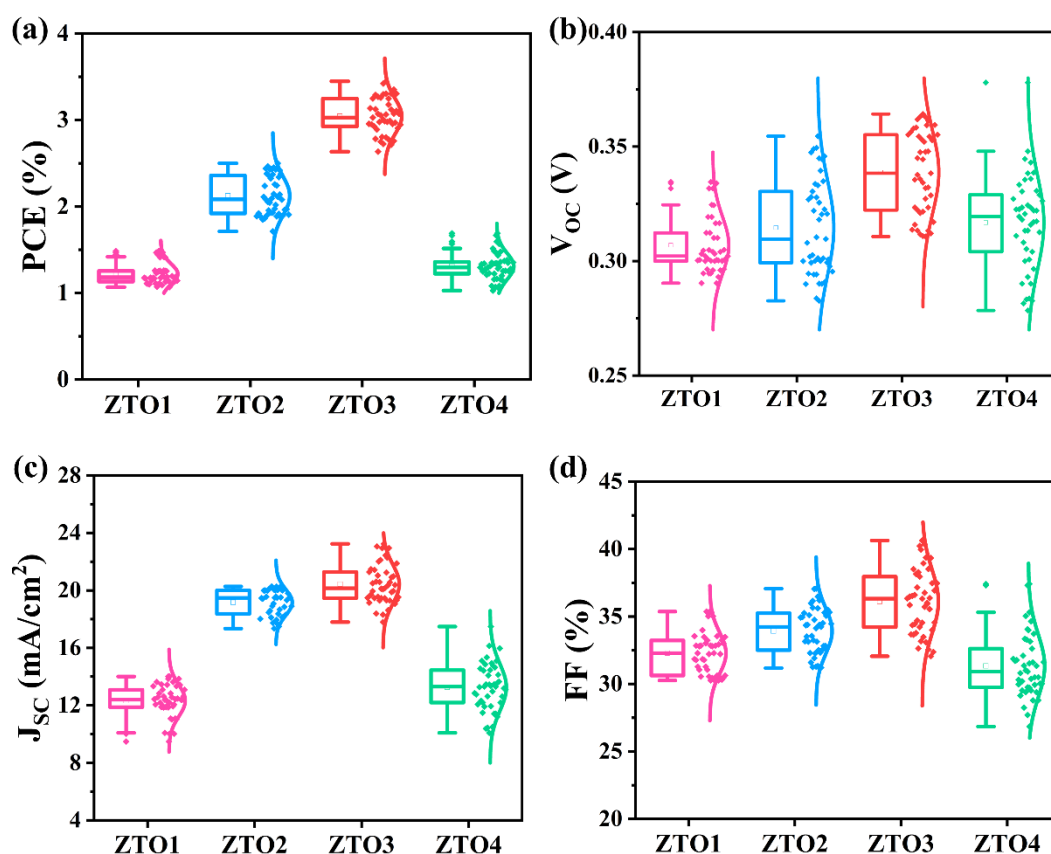 (a)
PCE (%)
4
3
2
1
0
ZTO1 ZTO2 ZTO3 ZTO4
(b)
V_OC (V)
0.40
0.35
0.30
0.25
ZTO1 ZTO2 ZTO3 ZTO4
(c)
J_SC (mA/cm²)
28
24
20
16
12
8
4
ZTO1 ZTO2 ZTO3 ZTO4
(d)
FF (%)
45
40
35
30
25
20
ZTO1 ZTO2 ZTO3 ZTO4